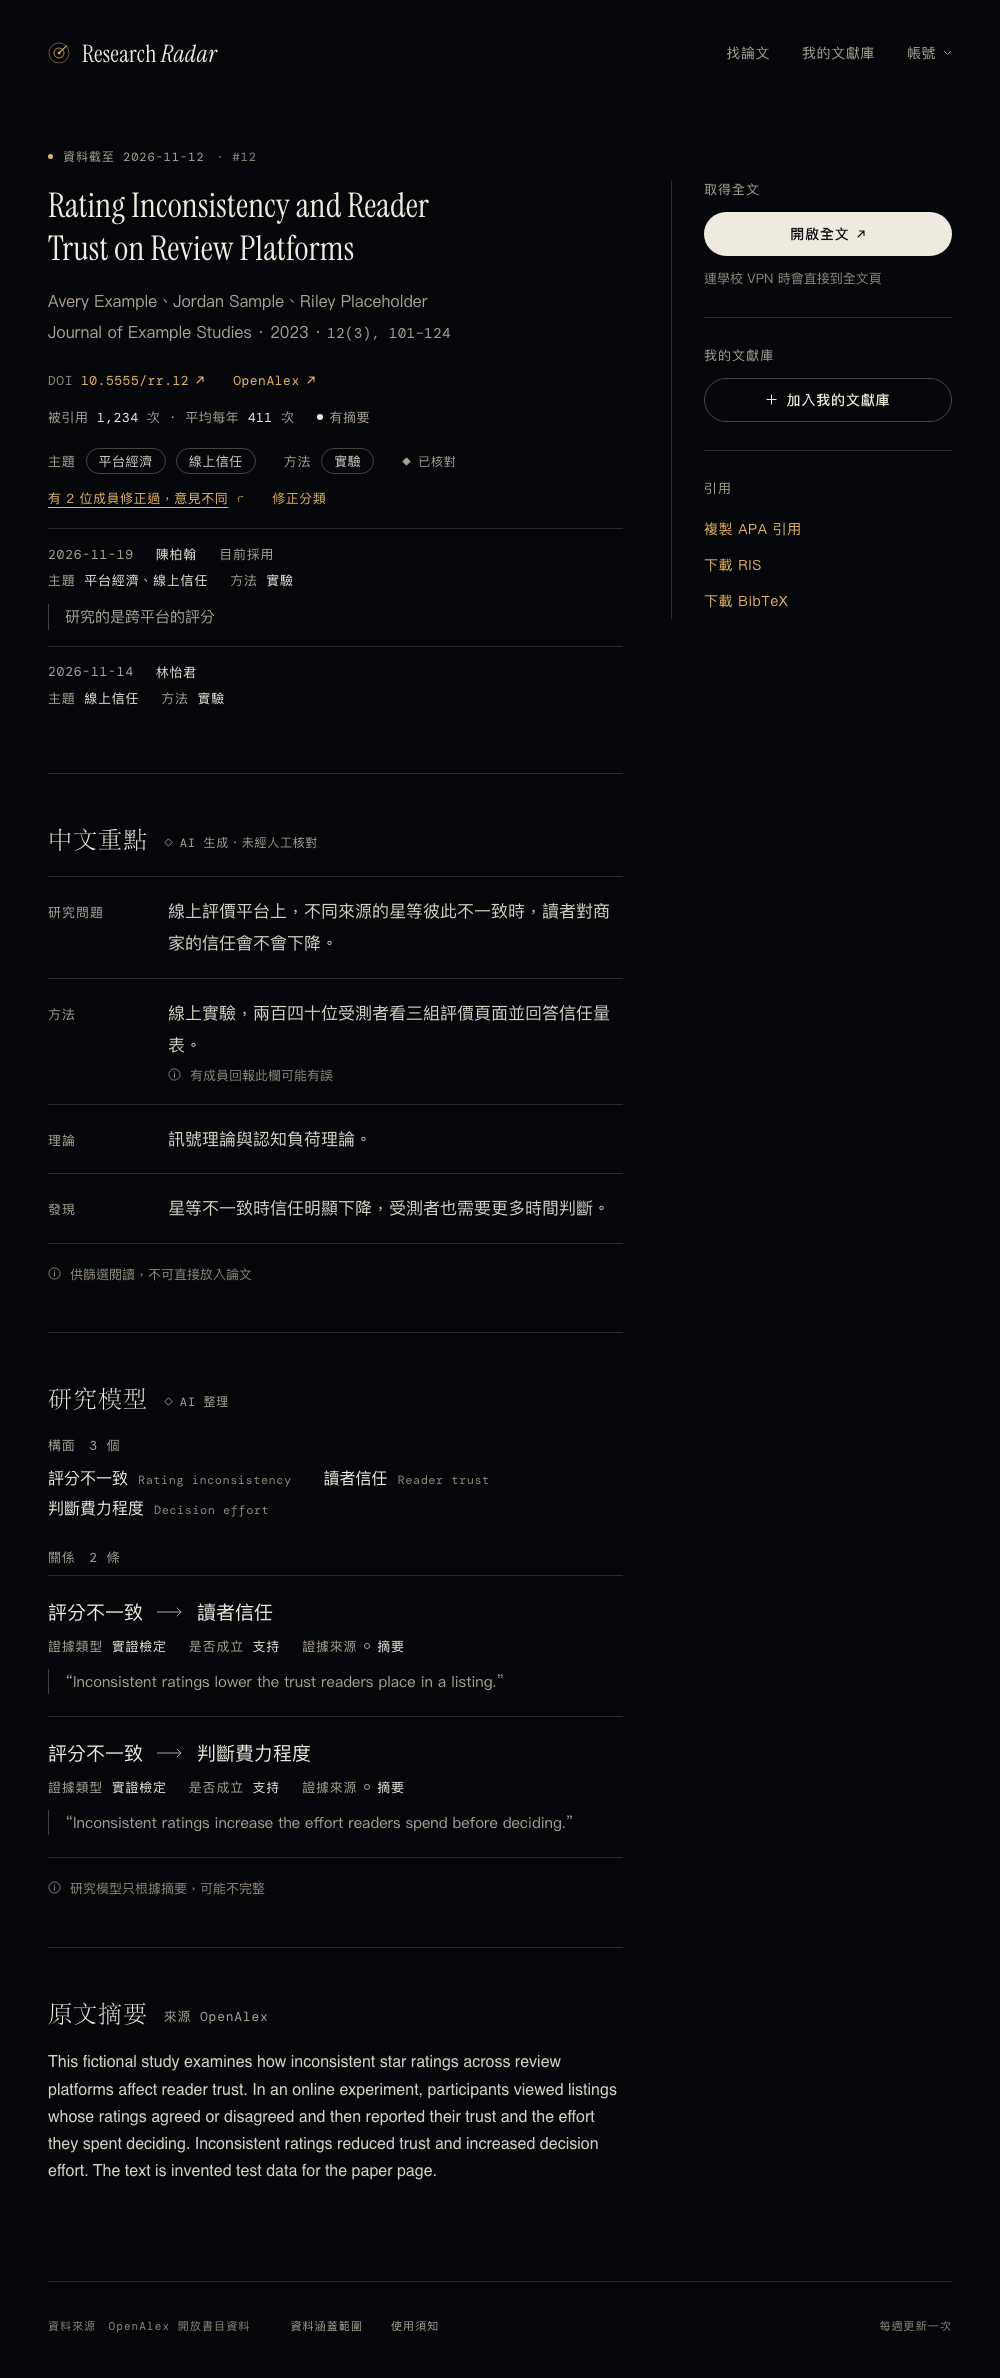 Research Radar
找論文 我的文獻庫 帳號
資料截至 2026-11-12 · #12
Rating Inconsistency and Reader
Trust on Review Platforms
Avery Example、Jordan Sample、Riley Placeholder
Journal of Example Studies · 2023 · 12(3), 101–124
DOI 10.5555/rr.12 ↗ OpenAlex ↗
被引用 1,234 次 · 平均每年 411 次 ● 有摘要
主題 平台經濟 線上信任 方法 實驗 ◆ 已核對
有 2 位成員修正過，意見不同 修正分類
2026-11-19 陳柏翰 目前採用
主題 平台經濟、線上信任 方法 實驗
研究的是跨平台的評分
2026-11-14 林怡君
主題 線上信任 方法 實驗
取得全文
開啟全文 ↗
連學校 VPN 時會直接到全文頁
我的文獻庫
＋ 加入我的文獻庫
引用
複製 APA 引用
下載 RIS
下載 BibTeX
中文重點 ◇ AI 生成·未經人工核對
研究問題 線上評價平台上，不同來源的星等彼此不一致時，讀者對商
家的信任會不會下降。
方法 線上實驗，兩百四十位受測者看三組評價頁面並回答信任量
表。
ⓘ 有成員回報此欄可能有誤
理論 訊號理論與認知負荷理論。
發現 星等不一致時信任明顯下降，受測者也需要更多時間判斷。
ⓘ 供篩選閱讀，不可直接放入論文
研究模型 ◇ AI 整理
構面 3 個
評分不一致 Rating inconsistency 讀者信任 Reader trust
判斷費力程度 Decision effort
關係 2 條
評分不一致 → 讀者信任
證據類型 實證檢定 是否成立 支持 證據來源 ○ 摘要
“Inconsistent ratings lower the trust readers place in a listing.”
評分不一致 → 判斷費力程度
證據類型 實證檢定 是否成立 支持 證據來源 ○ 摘要
“Inconsistent ratings increase the effort readers spend before deciding.”
ⓘ 研究模型只根據摘要，可能不完整
原文摘要 來源 OpenAlex
This fictional study examines how inconsistent star ratings across review
platforms affect reader trust. In an online experiment, participants viewed listings
whose ratings agreed or disagreed and then reported their trust and the effort
they spent deciding. Inconsistent ratings reduced trust and increased decision
effort. The text is invented test data for the paper page.
資料來源 OpenAlex 開放書目資料 資料涵蓋範圍 使用須知 每週更新一次